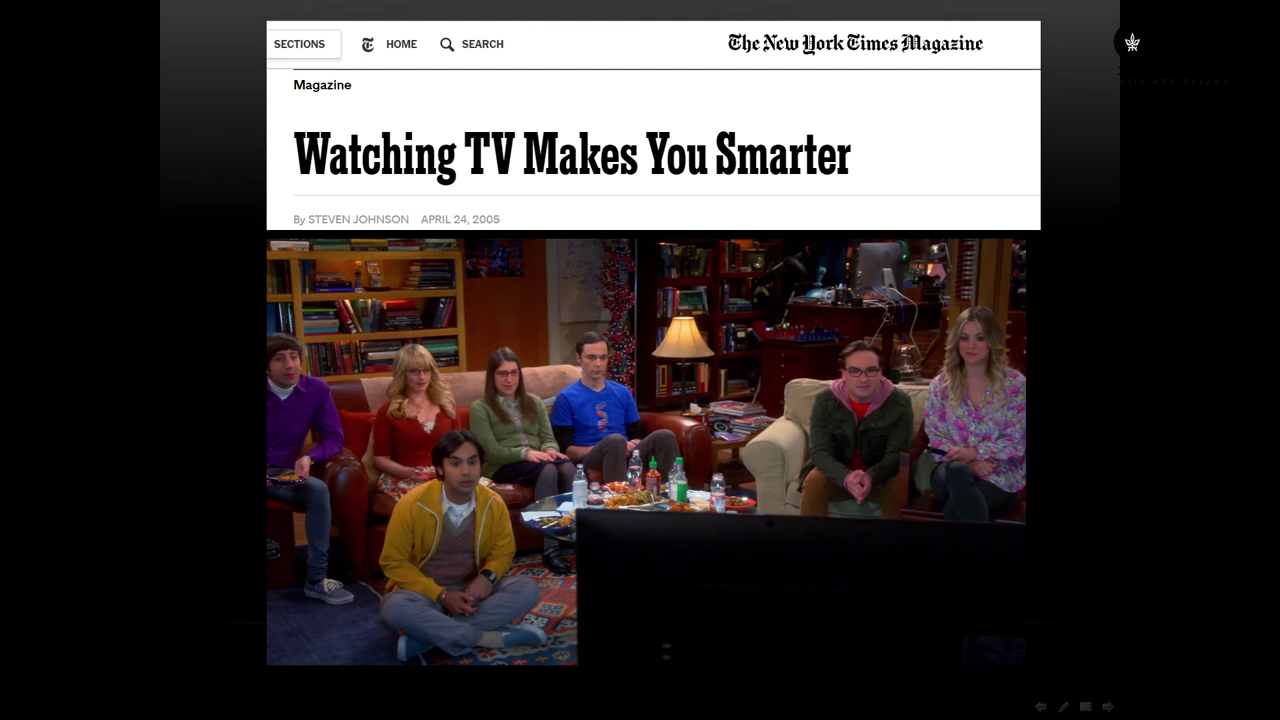 SECTIONS HOME SEARCH The New York Times Magazine
Magazine
Watching TV Makes You Smarter
By STEVEN JOHNSON APRIL 24, 2005